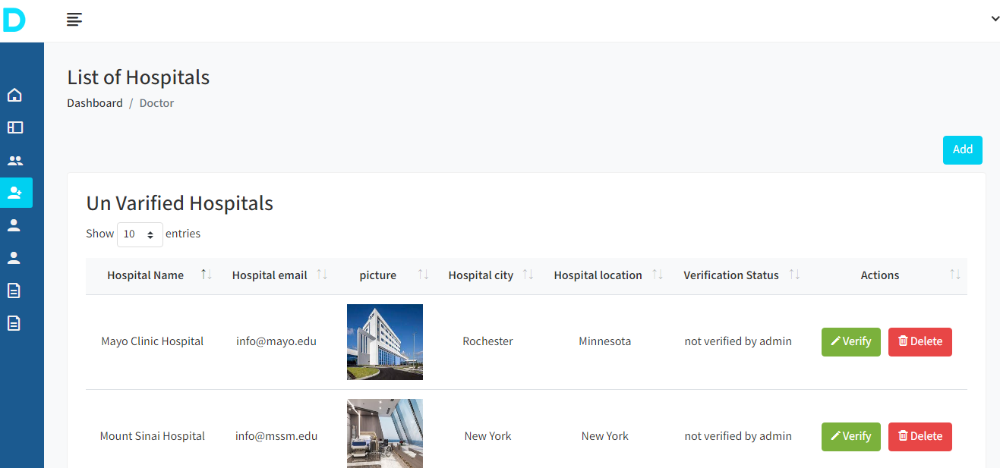 D
List of Hospitals
Dashboard / Doctor
Add
Un Varified Hospitals
Show 10 entries
Hospital Name Hospital email picture Hospital city Hospital location Verification Status Actions
Mayo Clinic Hospital info@mayo.edu Rochester Minnesota not verified by admin Verify Delete
Mount Sinai Hospital info@mssm.edu New York New York not verified by admin Verify Delete